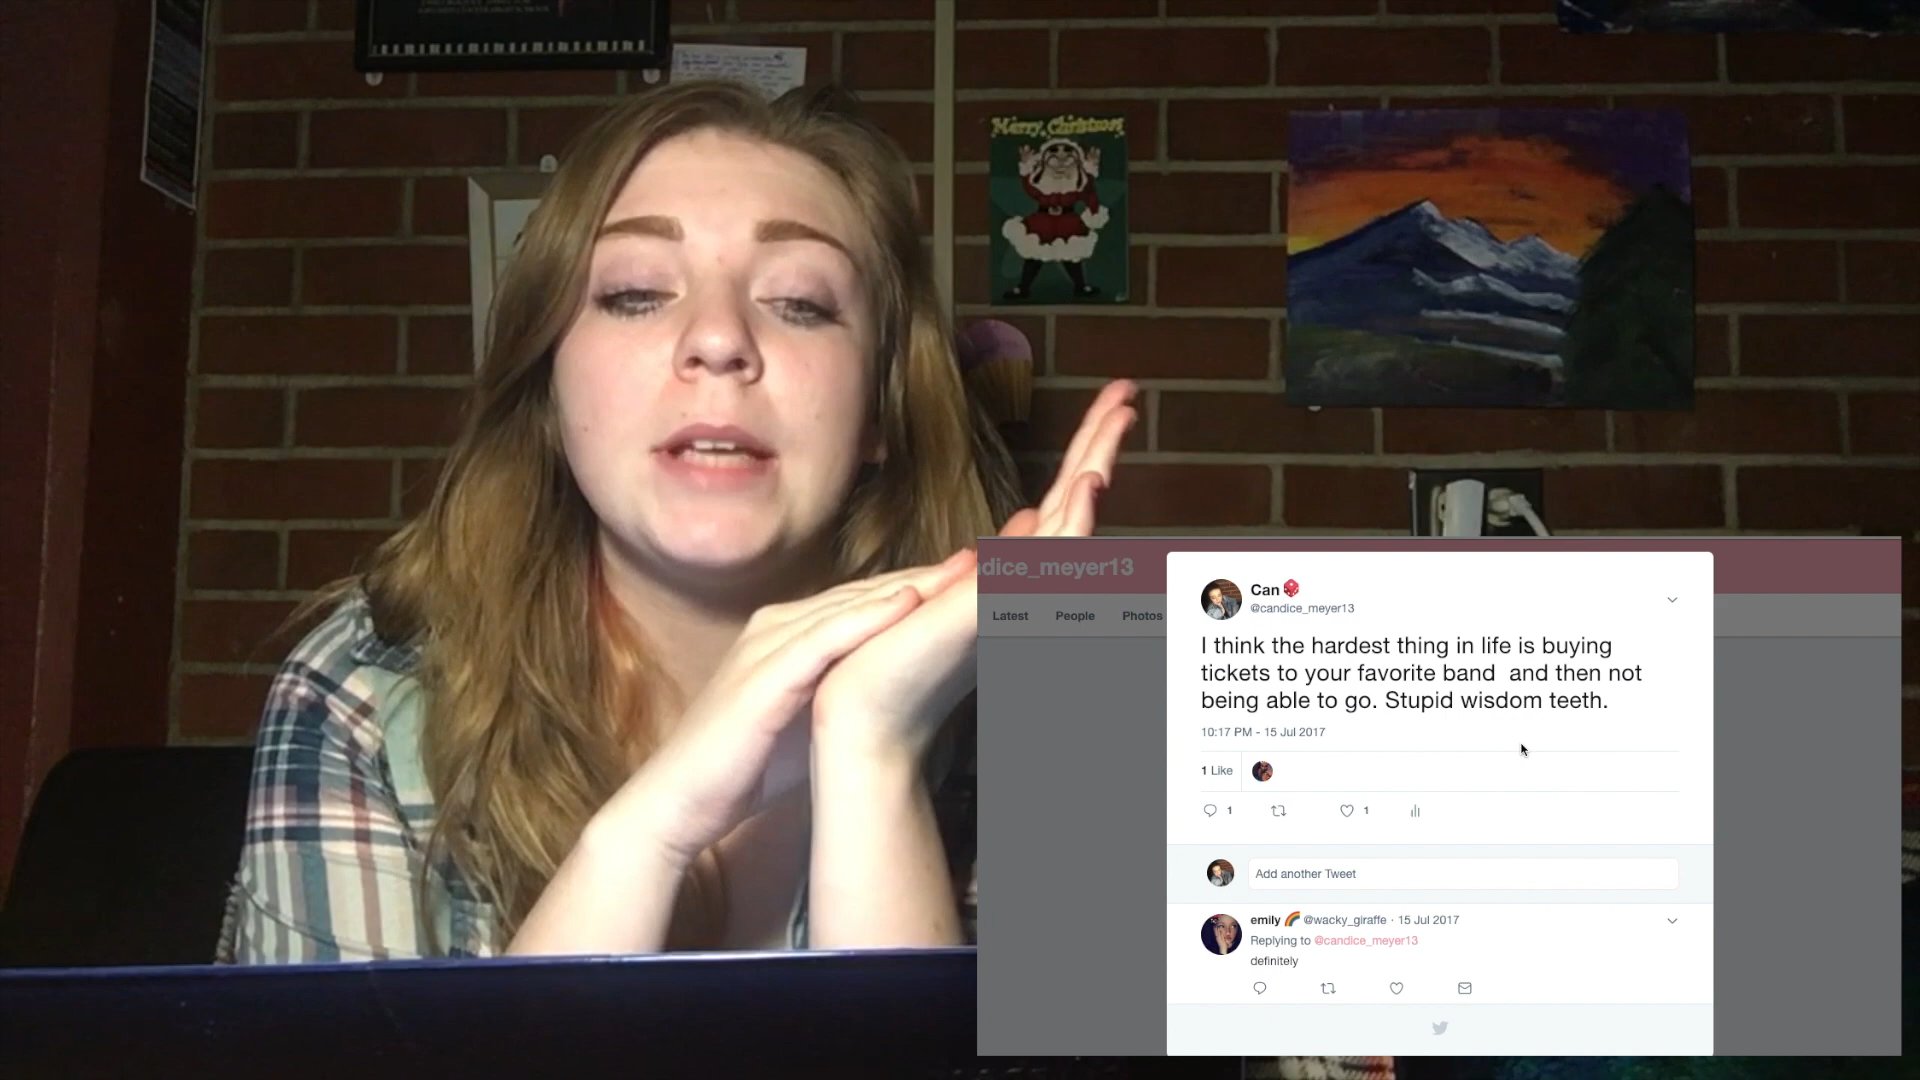 Merry Christmas
dice_meyer13
Latest People Photos
Can
@candice_meyer13
I think the hardest thing in life is buying
tickets to your favorite band and then not
being able to go. Stupid wisdom teeth.
10:17 PM - 15 Jul 2017
1 Like
1 1
Add another Tweet
emily @wacky_giraffe · 15 Jul 2017
Replying to @candice_meyer13
definitely